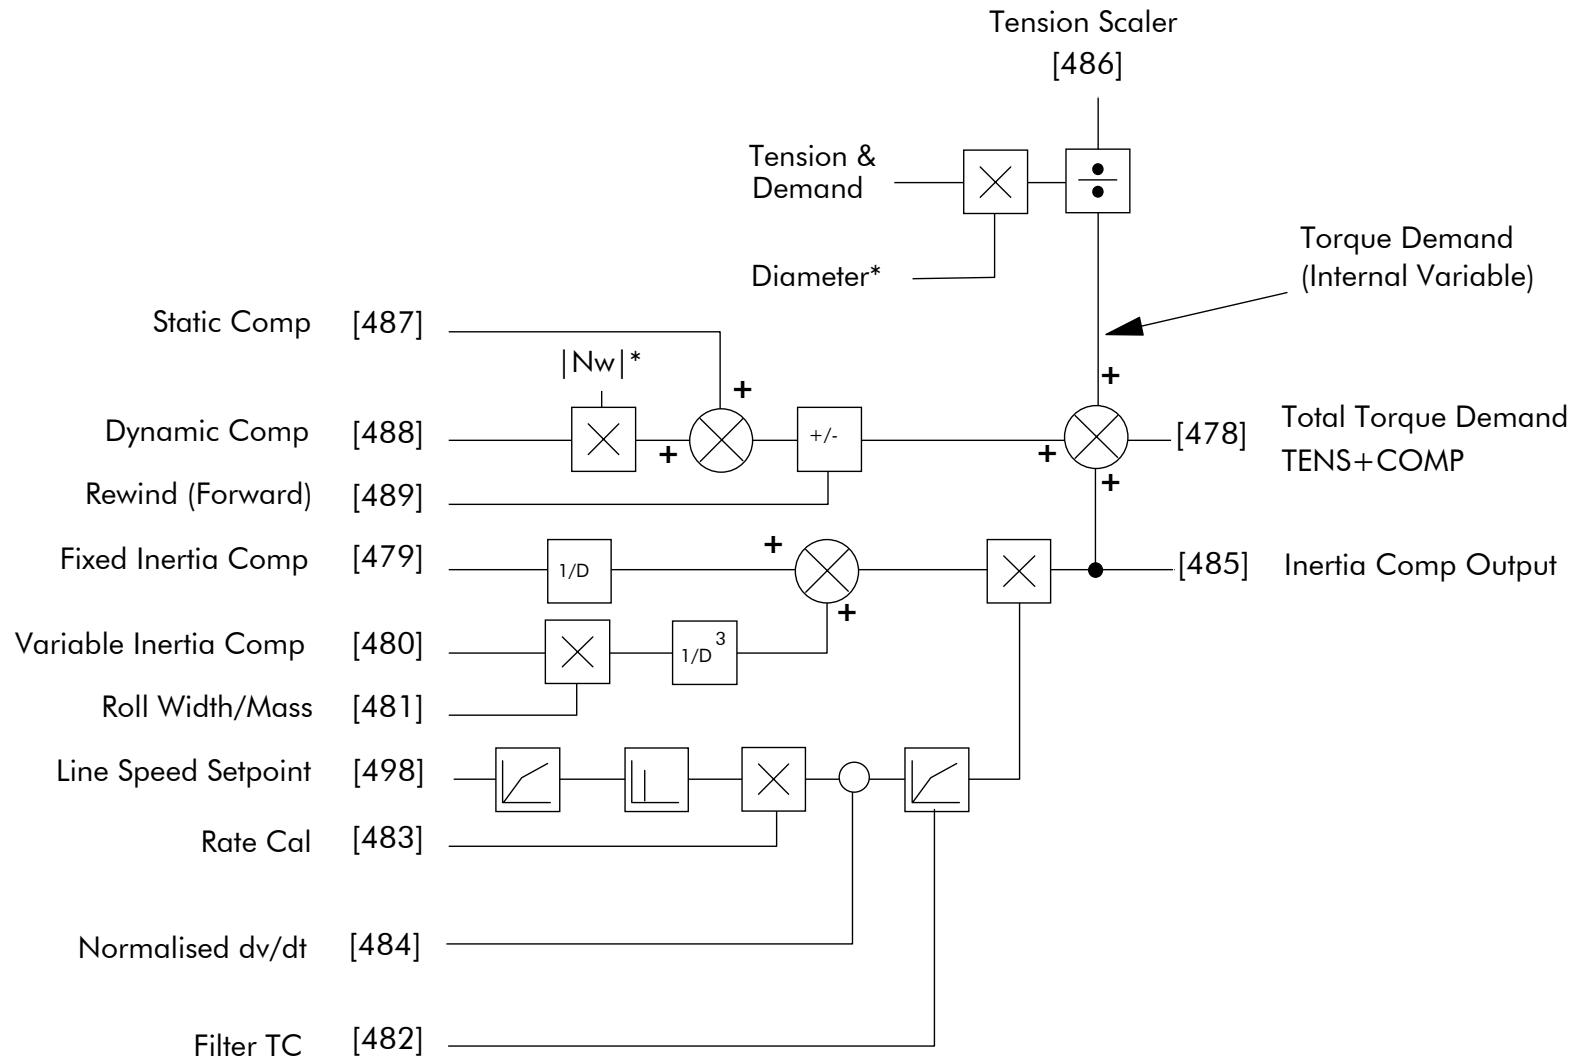 Tension Scaler
[486]
Tension &
Demand
Diameter*
Torque Demand
(Internal Variable)
Static Comp [487]
|Nw|*
+
Dynamic Comp [488]
+
+/-
+
+
[478] Total Torque Demand
TENS+COMP
+
Rewind (Forward) [489]
Fixed Inertia Comp [479]
1/D
+
+
[485] Inertia Comp Output
Variable Inertia Comp [480]
1/D 3
Roll Width/Mass [481]
Line Speed Setpoint [498]
Rate Cal [483]
Normalised dv/dt [484]
Filter TC [482]